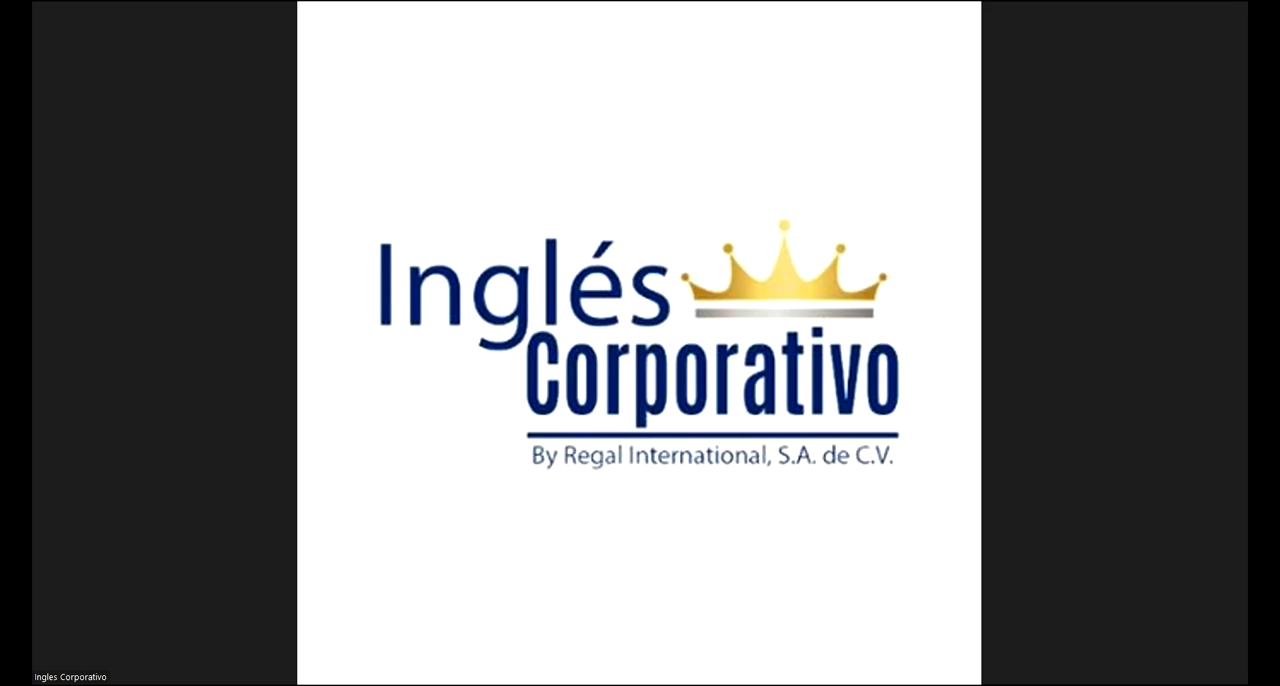 Inglés
Corporativo
By Regal International, S.A. de C.V.
Ingles Corporativo